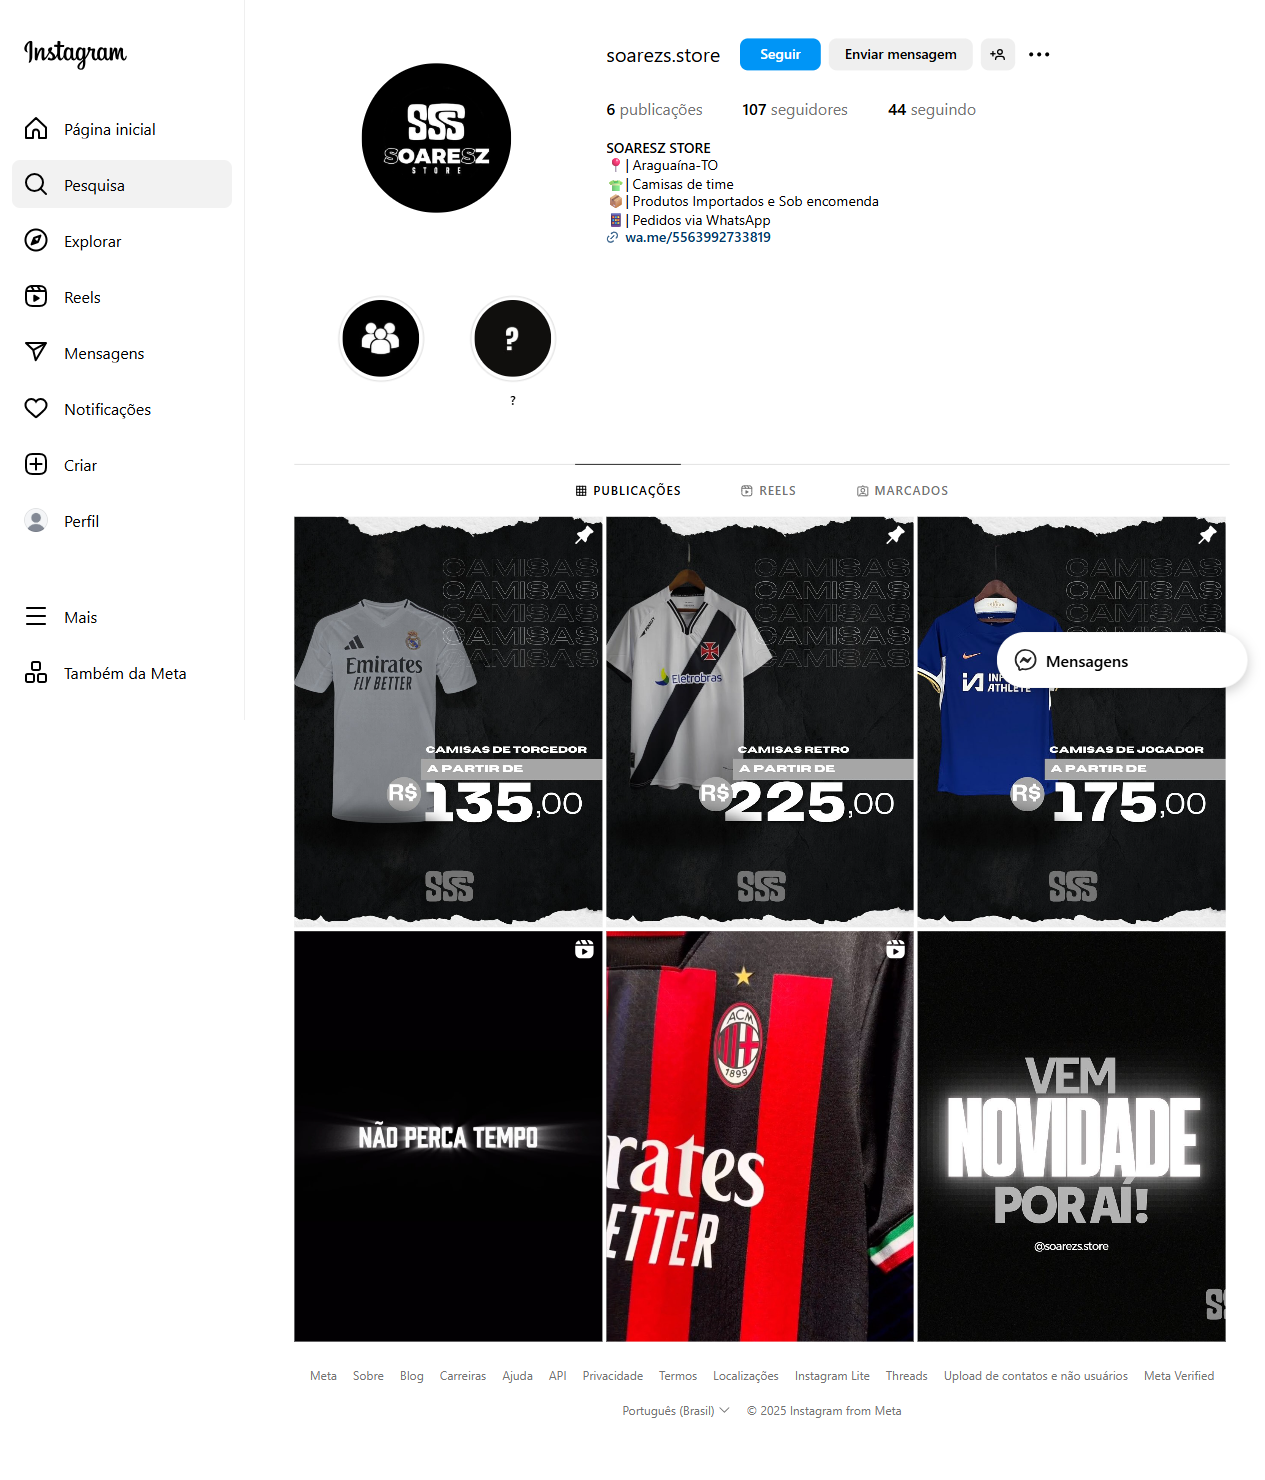 Instagram
Página inicial
Pesquisa
Explorar
Reels
Mensagens
Notificações
Criar
Perfil
Mais
Também da Meta
soarezs.store
Seguir
Enviar mensagem
6 publicações
107 seguidores
44 seguindo
SOARESZ STORE
| Araguaína-TO
| Camisas de time
| Produtos Importados e Sob encomenda
| Pedidos via WhatsApp
wa.me/5563992733819
SSS
SOARESZ
STORE
?
?
PUBLICAÇÕES
REELS
MARCADOS
CAMISAS
CAMISAS
CAMISAS
CAMISAS
CAMISAS
Emirates
FLY BETTER
CAMISAS DE TORCEDOR
A PARTIR DE
R$ 135,00
SSS
CAMISAS
CAMISAS
CAMISAS
CAMISAS
CAMISAS
Eletrobras
CAMISAS RETRO
A PARTIR DE
R$ 225,00
SSS
CAMISAS
CAMISAS
CAMISAS
CAMISAS
ATHLETE
CAMISAS DE JOGADOR
A PARTIR DE
R$ 175,00
SSS
Mensagens
NÃO PERCA TEMPO
ACM
1899
rates
ETTER
VEM
NOVIDADE
POR AÍ!
@soarezs.store
Meta
Sobre
Blog
Carreiras
Ajuda
API
Privacidade
Termos
Localizações
Instagram Lite
Threads
Upload de contatos e não usuários
Meta Verified
Português (Brasil)
© 2025 Instagram from Meta